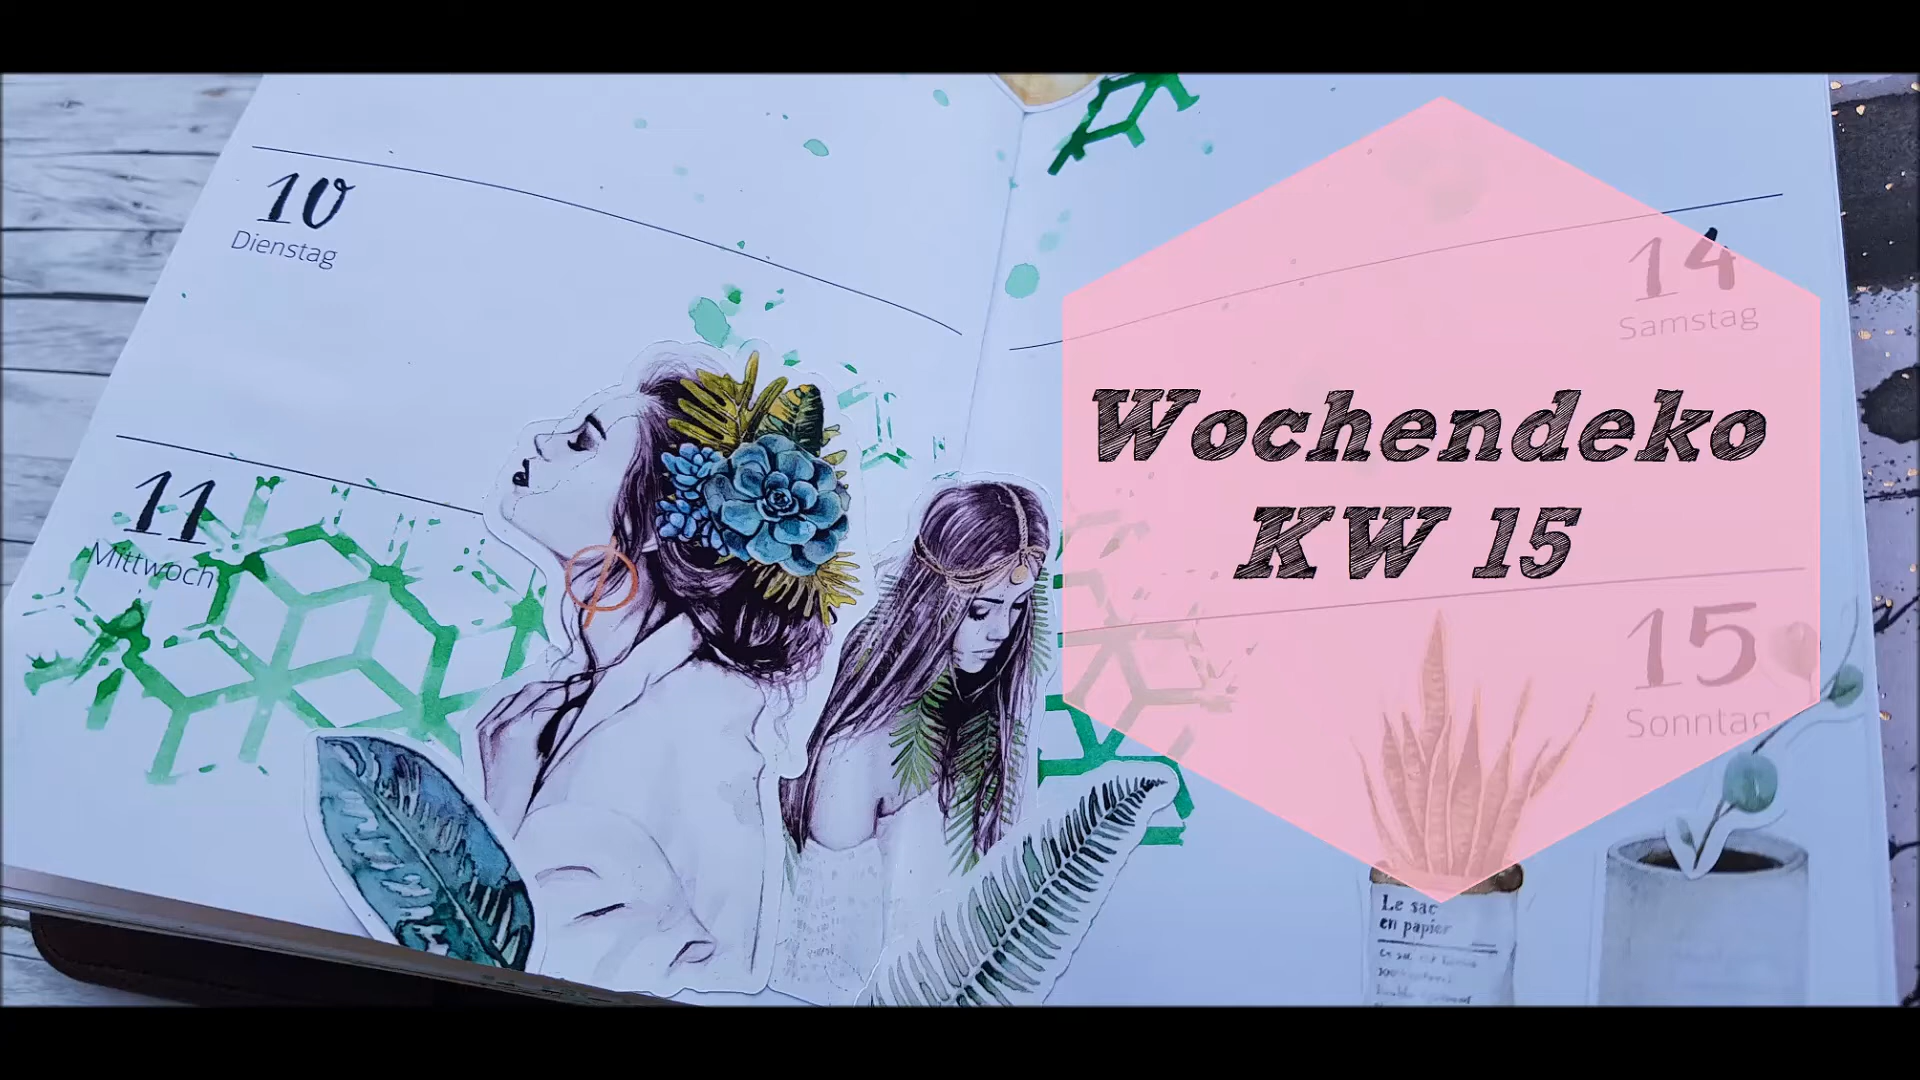 10
Dienstag
11
Mittwoch
14
Samstag
Wochendeko
KW 15
15
Sonntag
Le sac
en papier